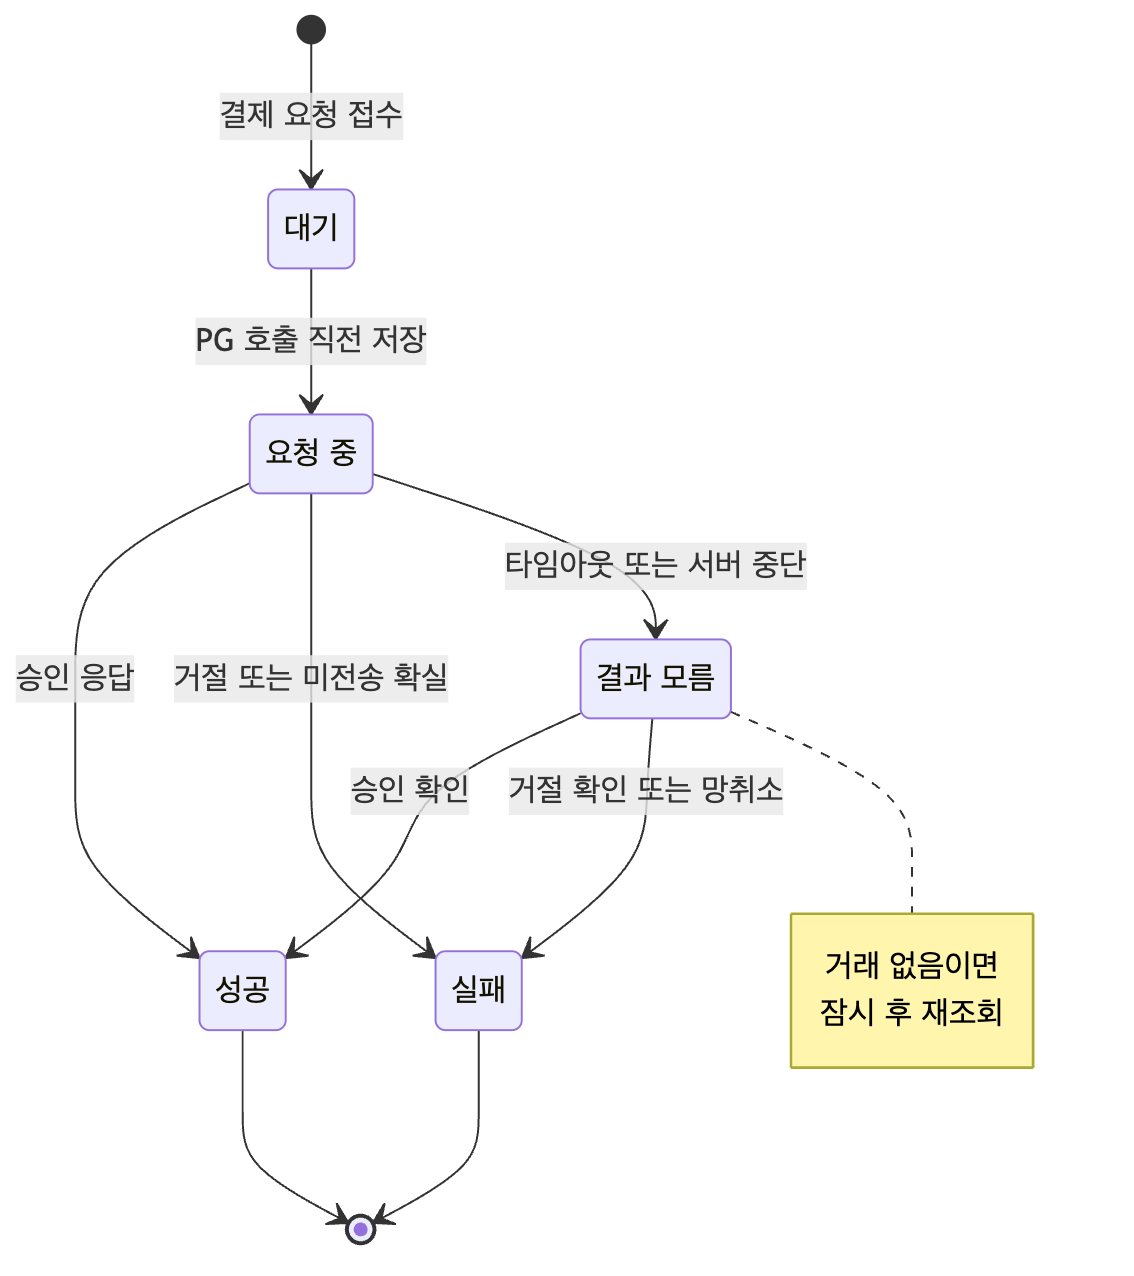 결제 요청 접수
대기
PG 호출 직전 저장
요청 중
타임아웃 또는 서버 중단
승인 응답
거절 또는 미전송 확실
결과 모름
승인 확인
거절 확인 또는 망취소
성공
실패
거래 없음이면
잠시 후 재조회